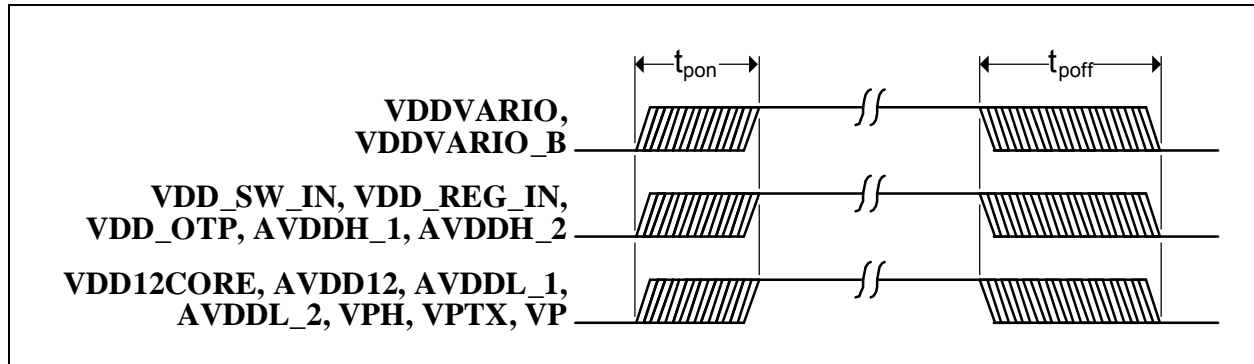 tpon
tpoff
VDDVARIO,
VDDVARIO_B
VDD_SW_IN, VDD_REG_IN,
VDD_OTP, AVDDH_1, AVDDH_2
VDD12CORE, AVDD12, AVDDL_1,
AVDDL_2, VPH, VPTX, VP